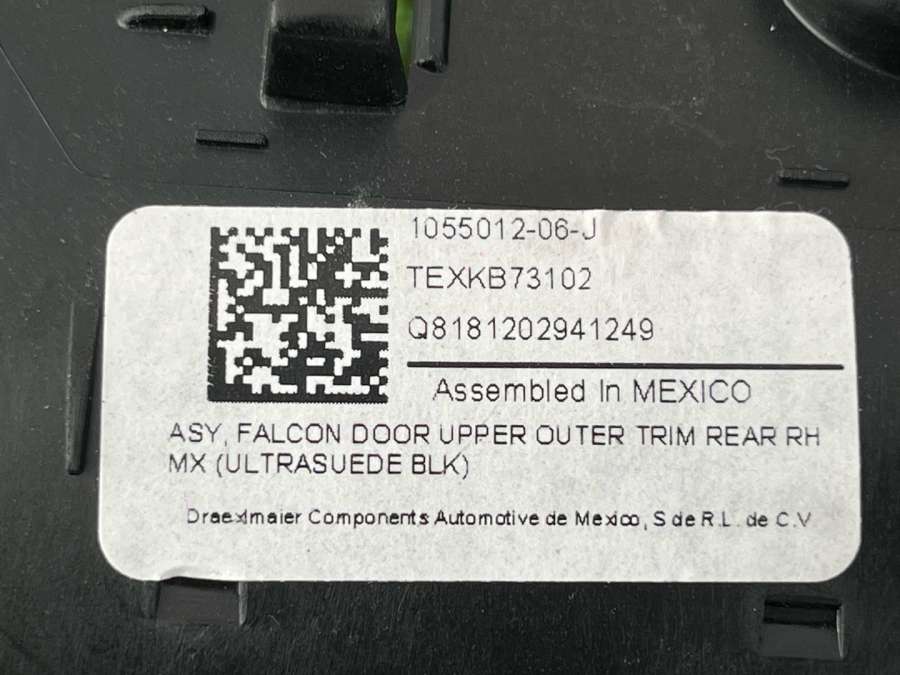 1055012-06-J
TEXKB73102
Q8181202941249
Assembled In MEXICO
ASY, FALCON DOOR UPPER OUTER TRIM REAR RH
MX (ULTRASUEDE BLK)
Draexlmaier Components Automotive de Mexico, S de R.L. de C.V